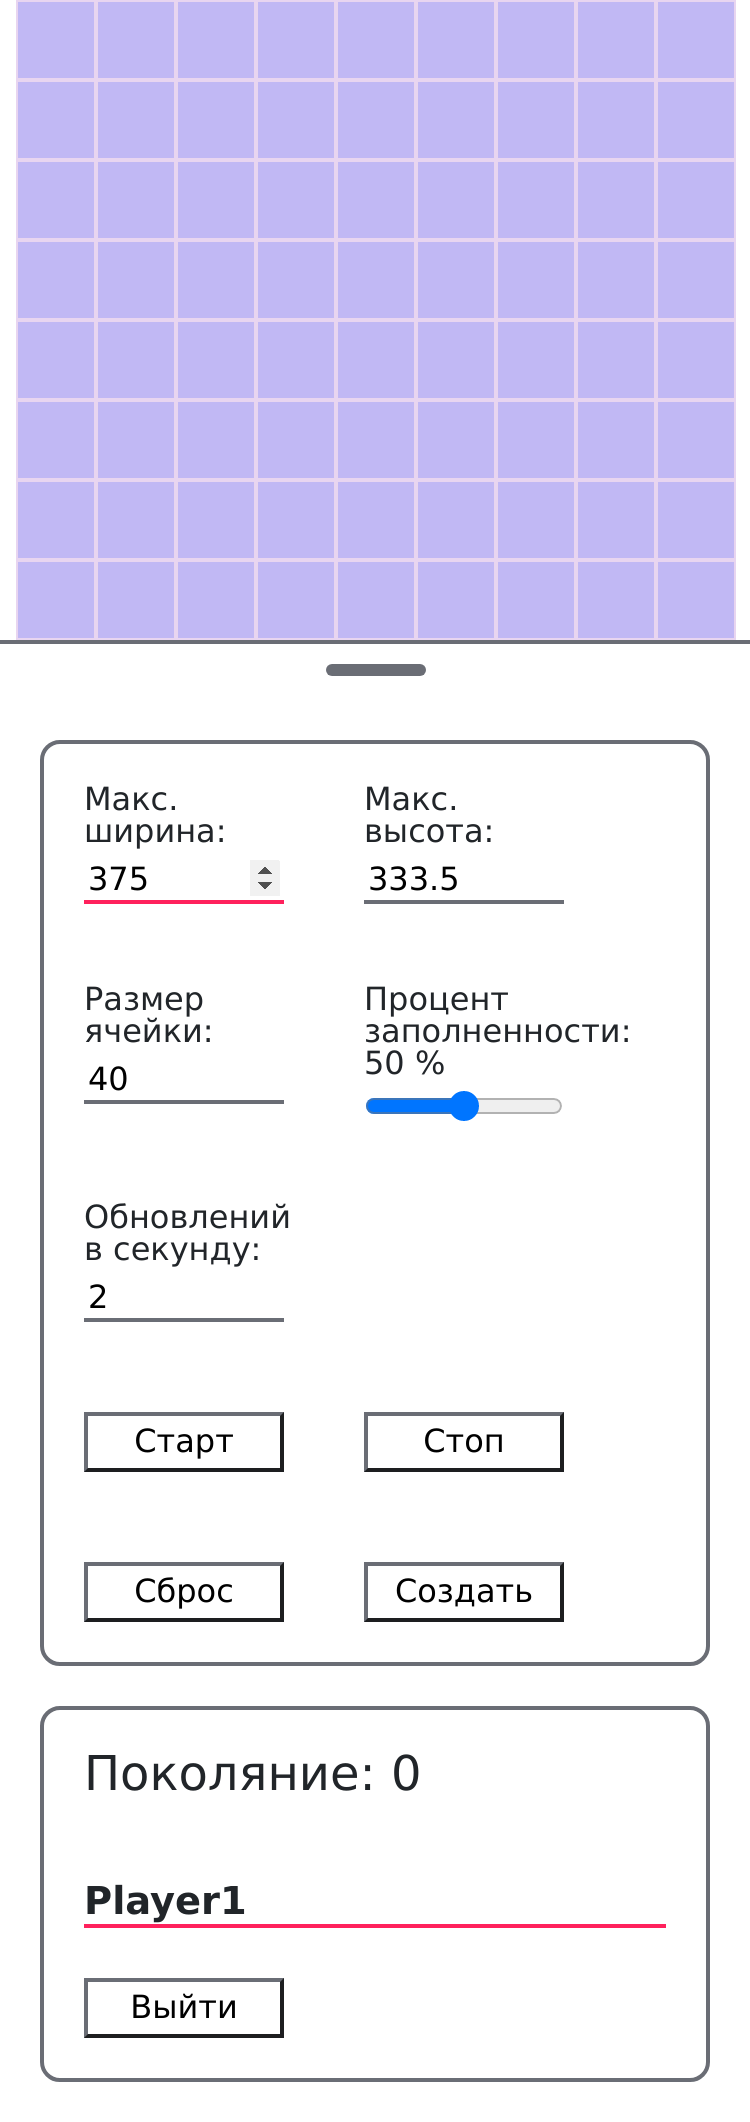 Макс.
ширина:
375
Макс.
высота:
333.5
Размер
ячейки:
40
Процент
заполненности:
50 %
Обновлений
в секунду:
2
Старт
Стоп
Сброс
Создать
Поколяние: 0
Player1
Выйти